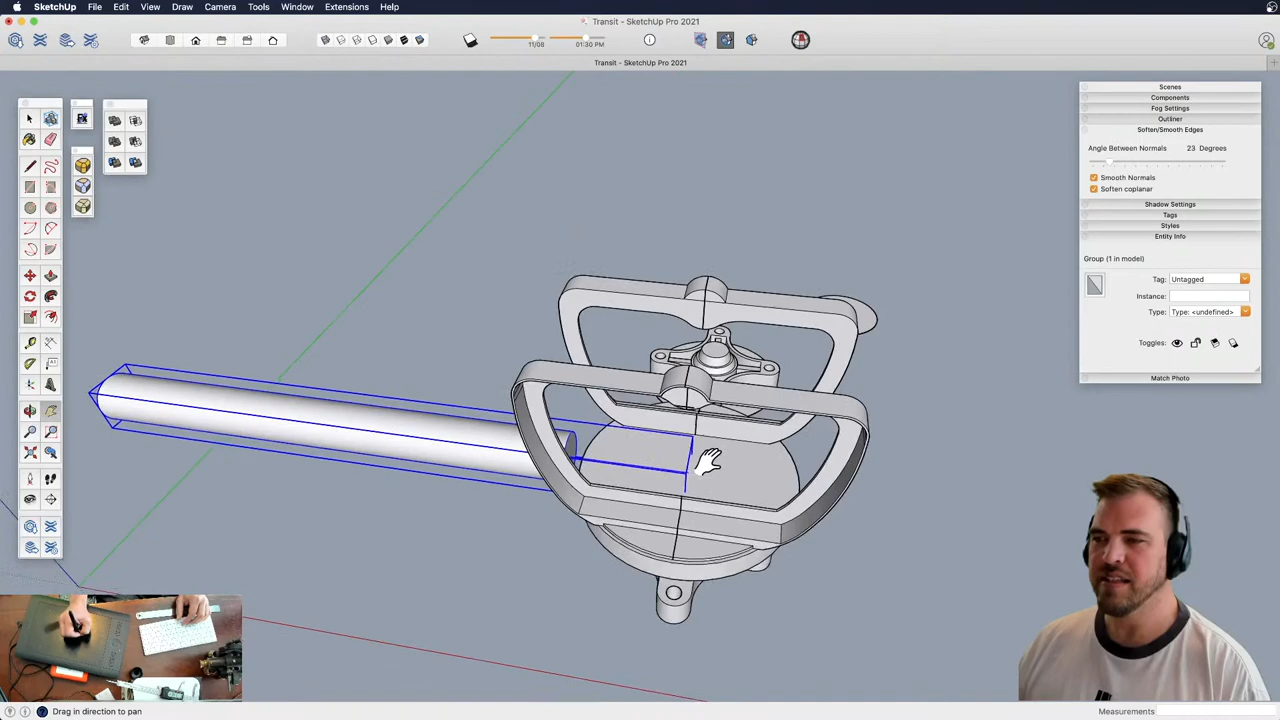 SketchUp File Edit View Draw Camera Tools Window Extensions Help
Transit - SketchUp Pro 2021
11/08 01:30 PM
Transit - SketchUp Pro 2021
Scenes
Components
Fog Settings
Outliner
Soften/Smooth Edges
Angle Between Normals 23 Degrees
Smooth Normals
Soften coplanar
Shadow Settings
Tags
Styles
Entity Info
Group (1 in model)
Tag: Untagged
Instance:
Type: Type: <undefined>
Toggles:
Match Photo
Drag in direction to pan
Measurements